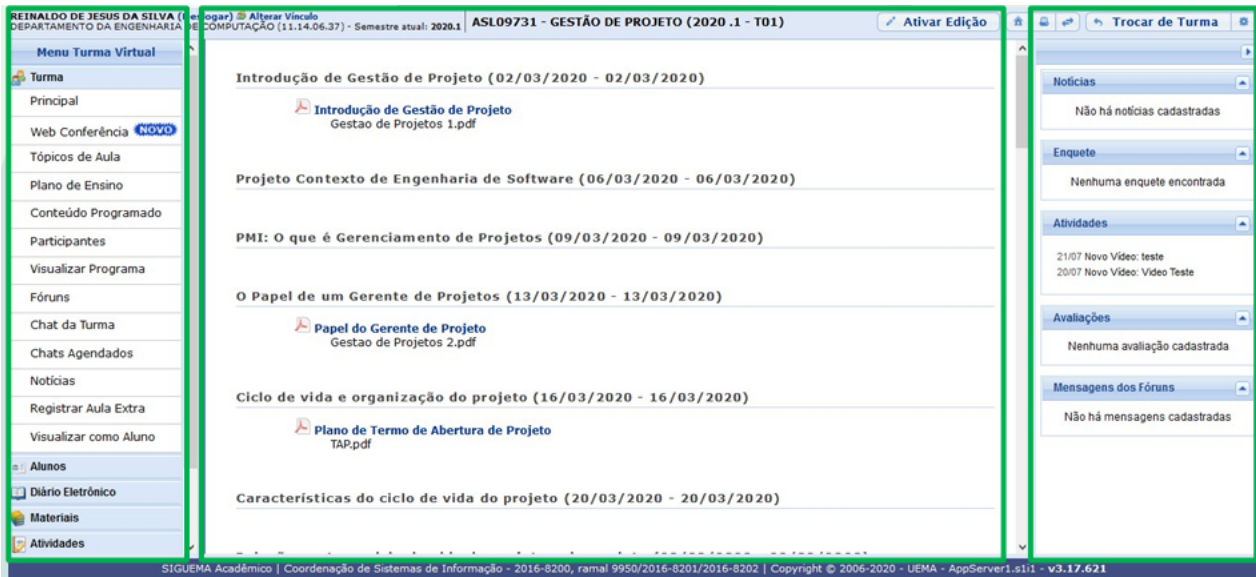 REINALDO DE JESUS DA SILVA (Deslogar) Alterar Vínculo
DEPARTAMENTO DA ENGENHARIA DE COMPUTAÇÃO (11.14.06.37) - Semestre atual: 2020.1
ASL09731 - GESTÃO DE PROJETO (2020 .1 - T01)
Ativar Edição
Trocar de Turma
Menu Turma Virtual
Turma
Principal
Web Conferência NOVO
Tópicos de Aula
Plano de Ensino
Conteúdo Programado
Participantes
Visualizar Programa
Fóruns
Chat da Turma
Chats Agendados
Notícias
Registrar Aula Extra
Visualizar como Aluno
Alunos
Diário Eletrônico
Materiais
Atividades
Introdução de Gestão de Projeto (02/03/2020 - 02/03/2020)
Introdução de Gestão de Projeto
Gestao de Projetos 1.pdf
Projeto Contexto de Engenharia de Software (06/03/2020 - 06/03/2020)
PMI: O que é Gerenciamento de Projetos (09/03/2020 - 09/03/2020)
O Papel de um Gerente de Projetos (13/03/2020 - 13/03/2020)
Papel do Gerente de Projeto
Gestao de Projetos 2.pdf
Ciclo de vida e organização do projeto (16/03/2020 - 16/03/2020)
Plano de Termo de Abertura de Projeto
TAP.pdf
Características do ciclo de vida do projeto (20/03/2020 - 20/03/2020)
Notícias
Não há notícias cadastradas
Enquete
Nenhuma enquete encontrada
Atividades
21/07 Novo Vídeo: teste
20/07 Novo Vídeo: Video Teste
Avaliações
Nenhuma avaliação cadastrada
Mensagens dos Fóruns
Não há mensagens cadastradas
SIGUEMA Acadêmico | Coordenação de Sistemas de Informação - 2016-8200, ramal 9950/2016-8201/2016-8202 | Copyright © 2006-2020 - UEMA - AppServer1.s1i1 - v3.17.621